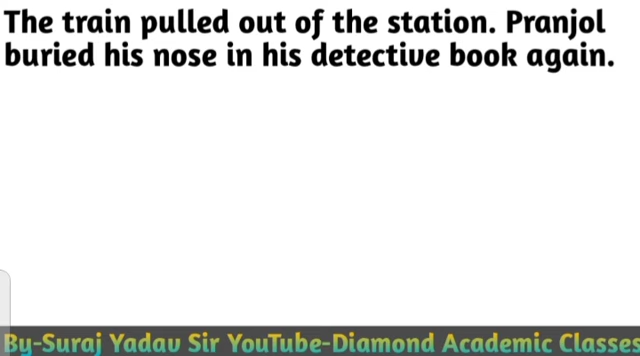 The train pulled out of the station. Pranjol
buried his nose in his detective book again.
By-Suraj Yadav Sir YouTube-Diamond Academic Classes